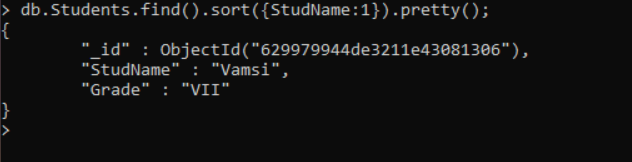 > db.Students.find().sort({StudName:1}).pretty();
{
        "_id" : ObjectId("629979944de3211e43081306"),
        "StudName" : "Vamsi",
        "Grade" : "VII"
}
>